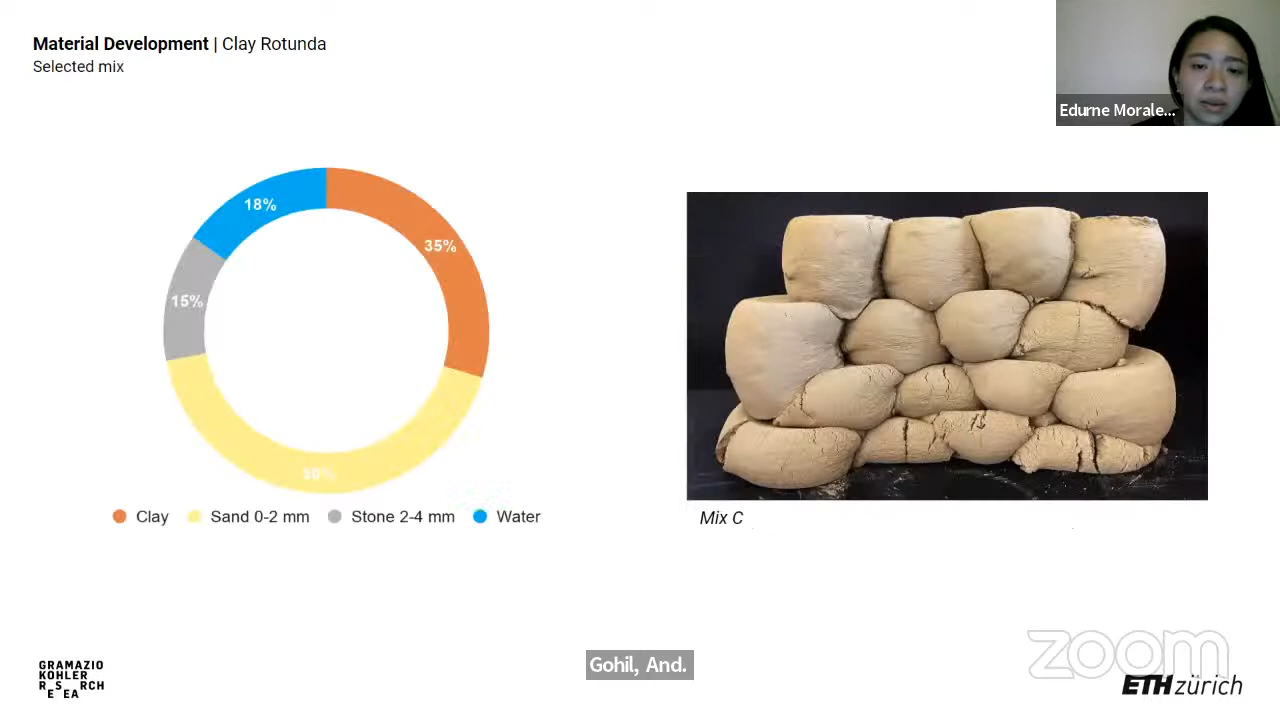 Material Development | Clay Rotunda
Selected mix
Edurne Morale...
18%
35%
15%
50%
Clay
Sand 0-2 mm
Stone 2-4 mm
Water
Mix C
GRAMAZIO
KOHLER
RESEARCH
Gohil, And.
zoom
ETH zürich